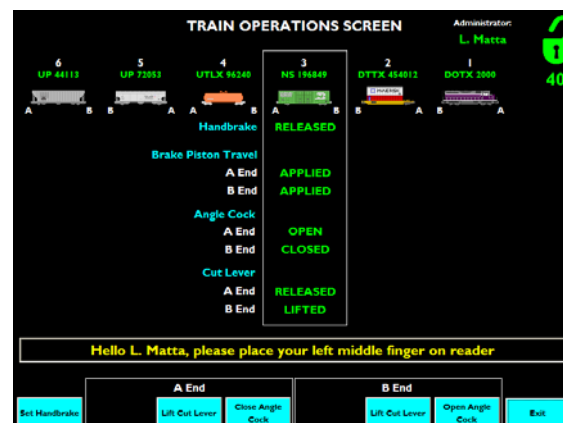 TRAIN OPERATIONS SCREEN
Administrator:
L. Matta
6 5 4 3 2 1
UP 44113 UP 72053 UTLX 96240 NS 196849 DTTX 454012 DOTX 2000
40
MAERSK
A B B A A B A B B A B A
Handbrake RELEASED
Brake Piston Travel
A End APPLIED
B End APPLIED
Angle Cock
A End OPEN
B End CLOSED
Cut Lever
A End RELEASED
B End LIFTED
Hello L. Matta, please place your left middle finger on reader
A End B End
Set Handbrake Lift Cut Lever Close Angle Cock Lift Cut Lever Open Angle Cock Exit